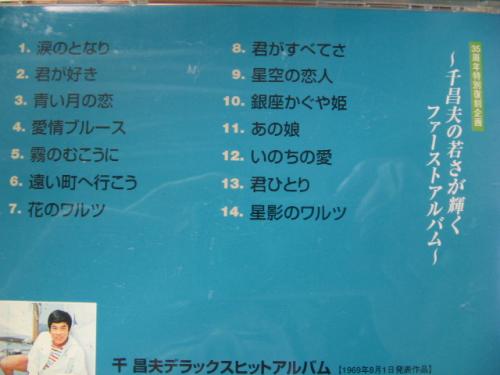 35周年特別復刻企画
～千昌夫の若さが輝く
ファーストアルバム～
1. 涙のとなり
2. 君が好き
3. 青い月の恋
4. 愛情ブルース
5. 霧のむこうに
6. 遠い町へ行こう
7. 花のワルツ
8. 君がすべてさ
9. 星空の恋人
10. 銀座かぐや姫
11. あの娘
12. いのちの愛
13. 君ひとり
14. 星影のワルツ
千 昌夫デラックスヒットアルバム 【1969年8月1日発表作品】